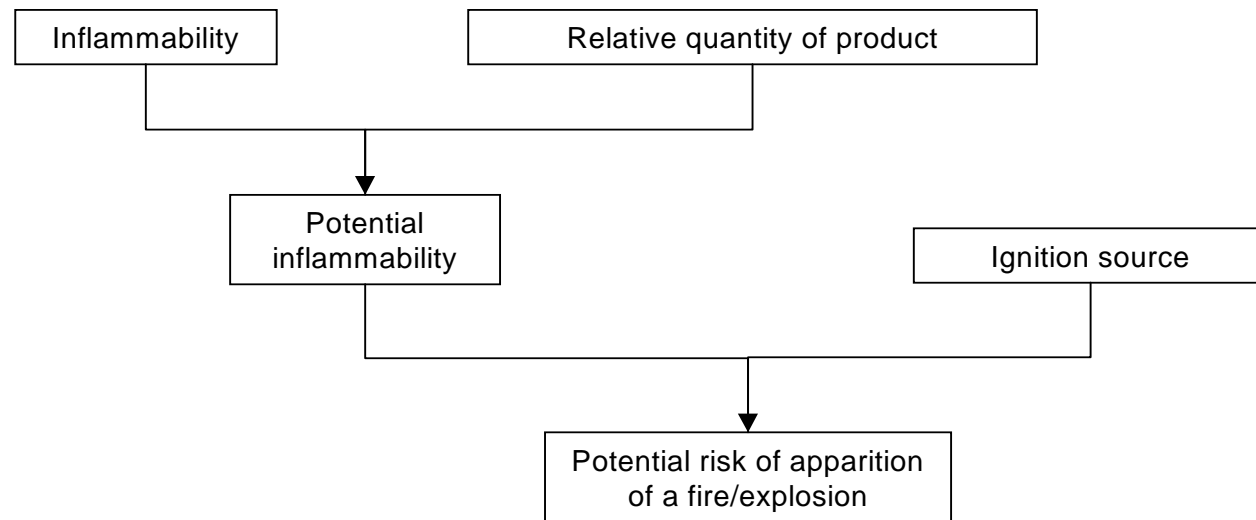 Inflammability
Relative quantity of product
Potential
inflammability
Ignition source
Potential risk of apparition
of a fire/explosion